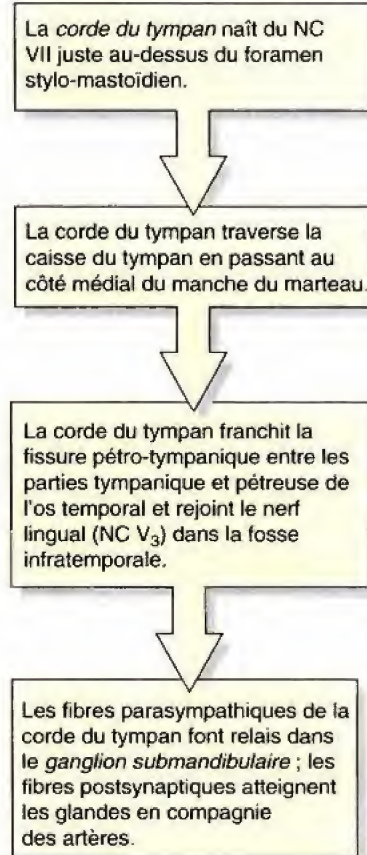 La corde du tympan naît du NC
VII juste au-dessus du foramen
stylo-mastoïdien.
La corde du tympan traverse la
caisse du tympan en passant au
côté médial du manche du marteau.
La corde du tympan franchit la
fissure pétro-tympanique entre les
parties tympanique et pétreuse de
l'os temporal et rejoint le nerf
lingual (NC V₃) dans la fosse
infratemporale.
Les fibres parasympathiques de la
corde du tympan font relais dans
le ganglion submandibulaire ; les
fibres postsynaptiques atteignent
les glandes en compagnie
des artères.